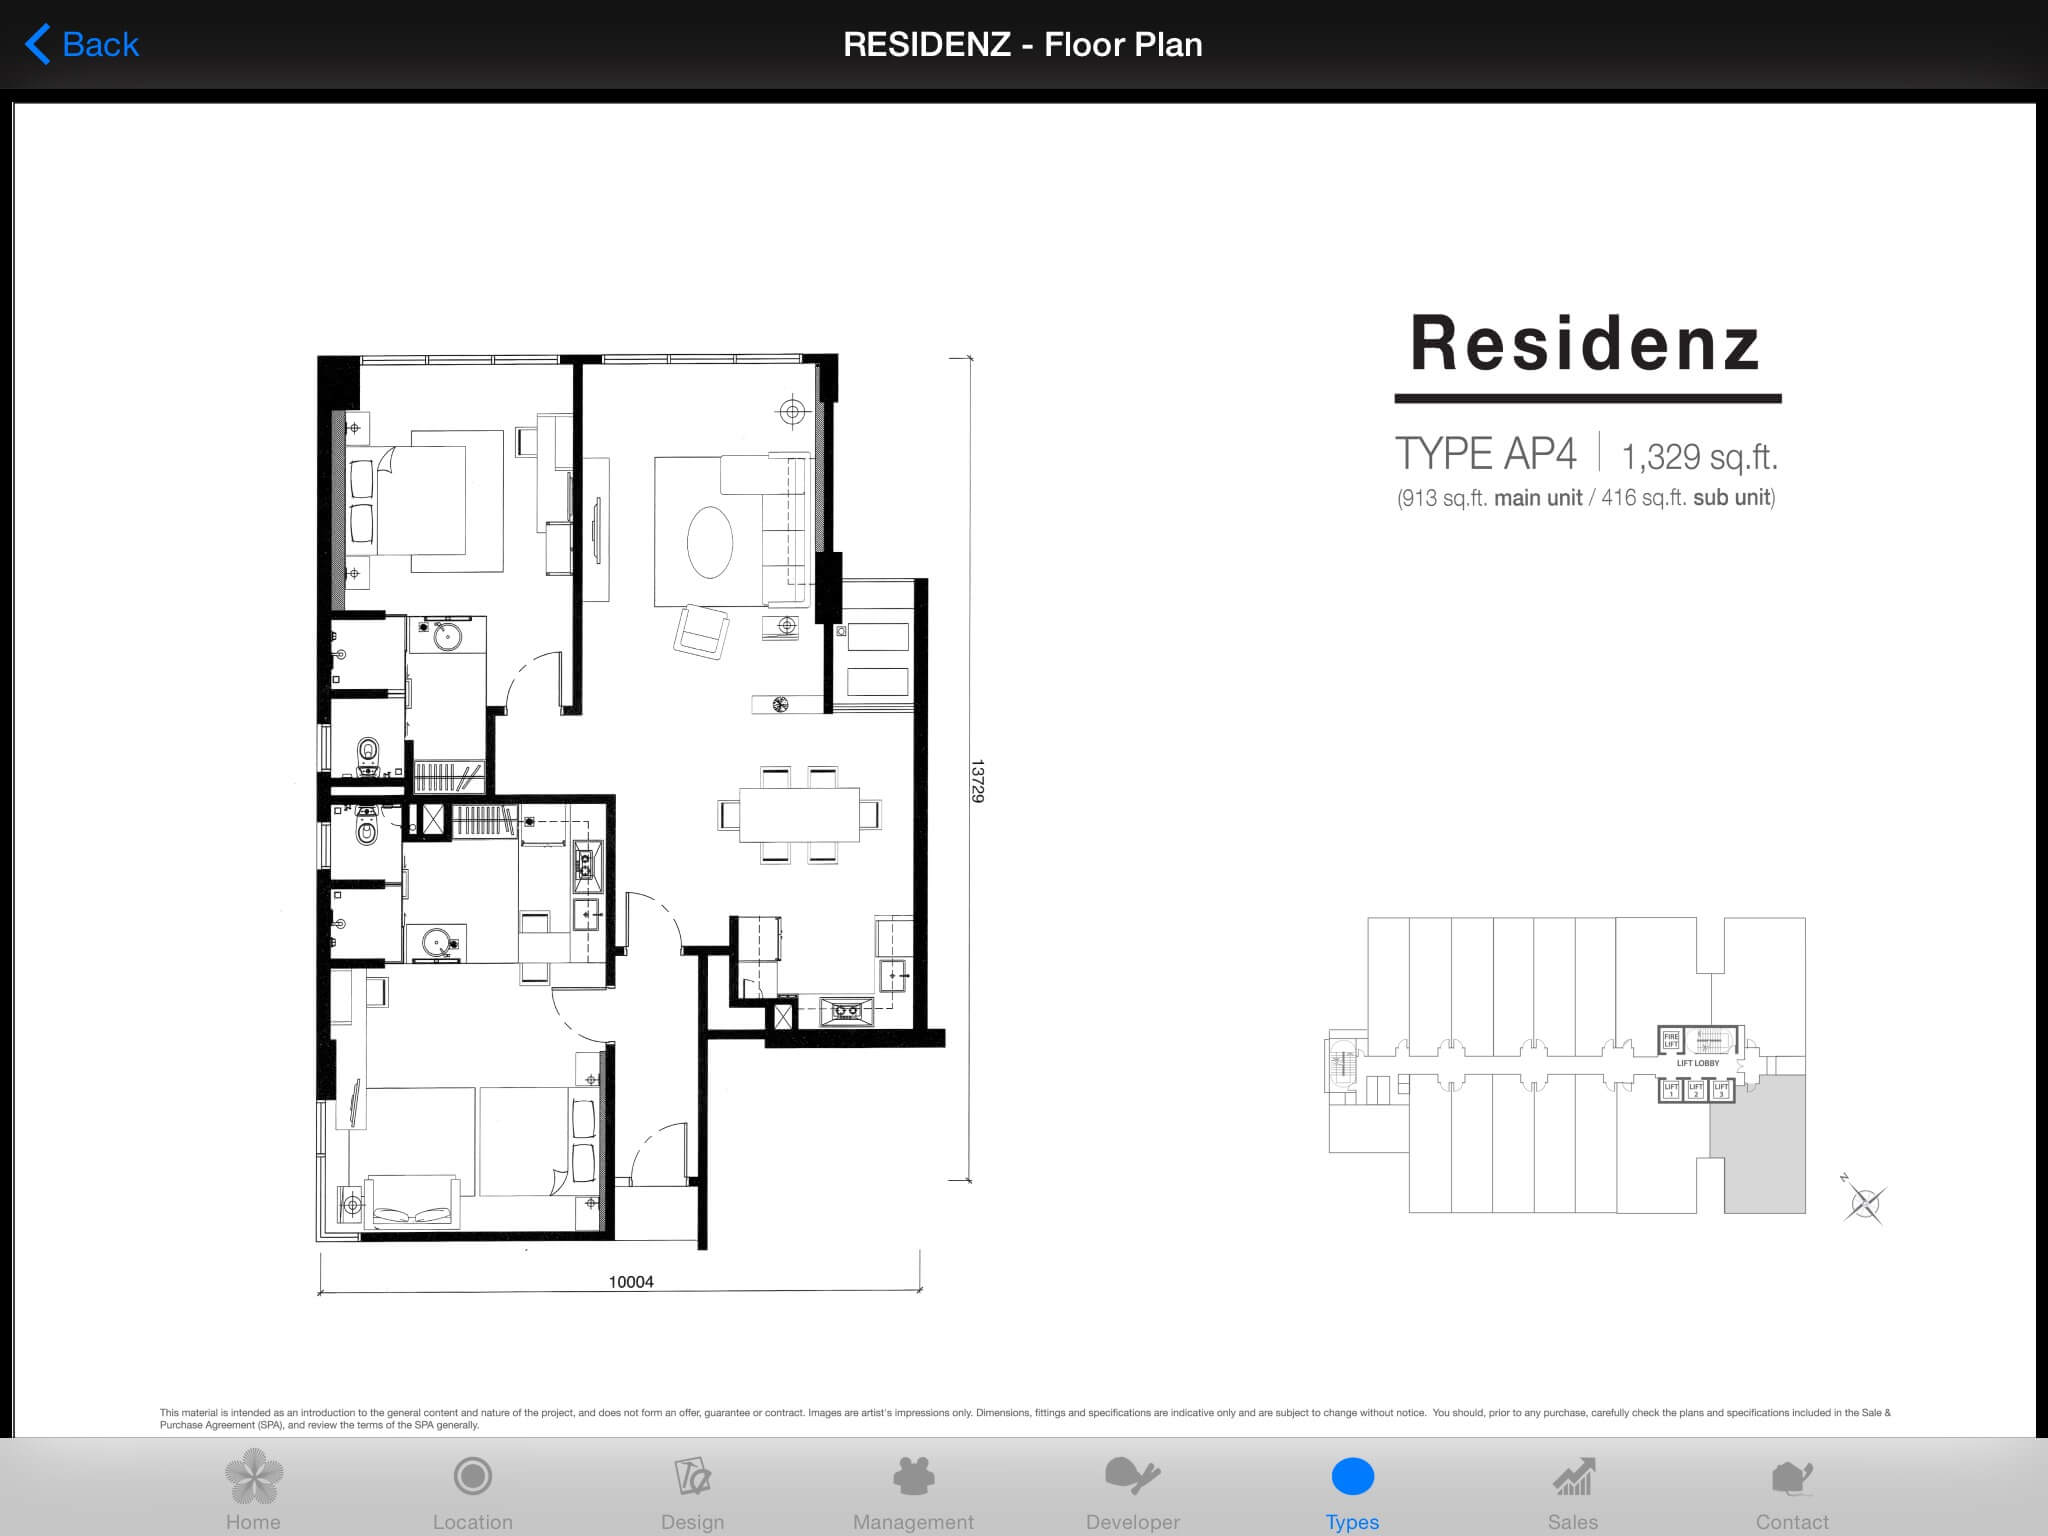 Back
RESIDENZ - Floor Plan
Residenz
TYPE AP4 | 1,329 sq.ft.
(913 sq.ft. main unit / 416 sq.ft. sub unit)
13729
10004
FIRE
LIFT
LIFT LOBBY
LIFT
1
LIFT
2
LIFT
3
N
This material is intended as an introduction to the general content and nature of the project, and does not form an offer, guarantee or contract. Images are artist's impressions only. Dimensions, fittings and specifications are indicative only and are subject to change without notice. You should, prior to any purchase, carefully check the plans and specifications included in the Sale &
Purchase Agreement (SPA), and review the terms of the SPA generally.
Home
Location
Design
Management
Developer
Types
Sales
Contact